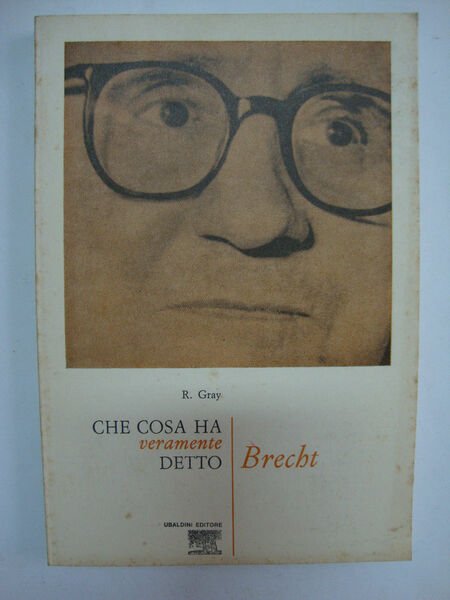 R. Gray
CHE COSA HA
veramente
DETTO
Brecht
UBALDINI EDITORE